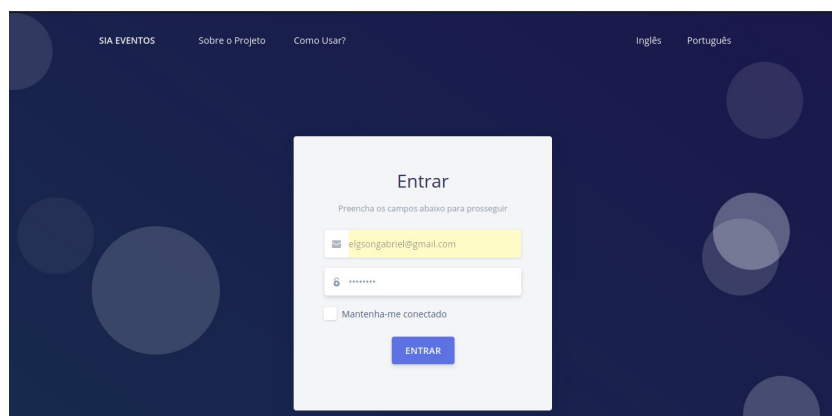 SIA EVENTOS Sobre o Projeto Como Usar? Inglês Português
Entrar
Preencha os campos abaixo para prosseguir
elgsongabriel@gmail.com
••••••••
Mantenha-me conectado
ENTRAR